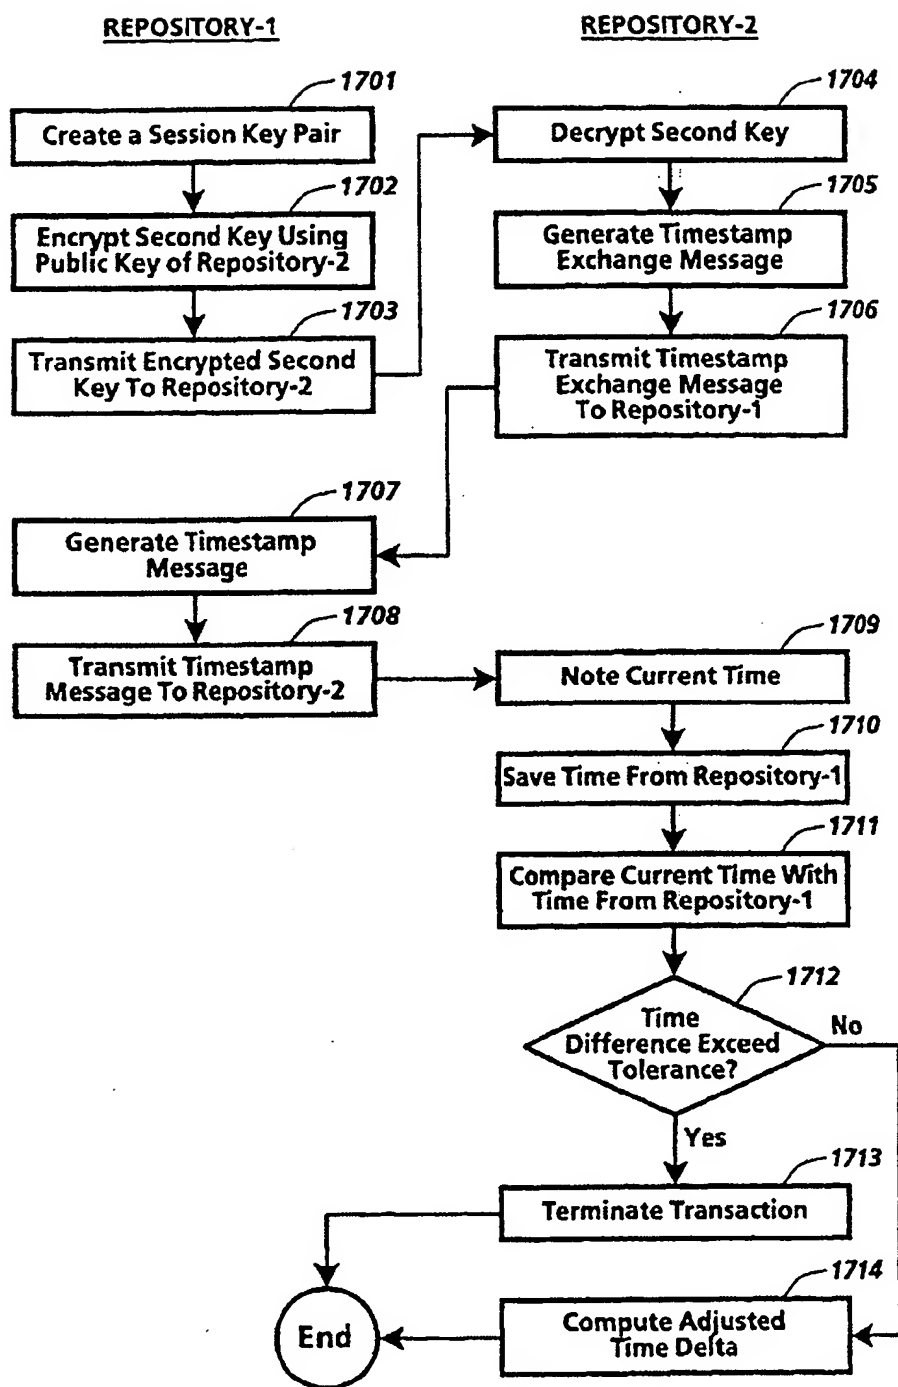 REPOSITORY-1
REPOSITORY-2
1701
Create a Session Key Pair
1702
Encrypt Second Key Using
Public Key of Repository-2
1703
Transmit Encrypted Second
Key To Repository-2
1704
Decrypt Second Key
1705
Generate Timestamp
Exchange Message
1706
Transmit Timestamp
Exchange Message
To Repository-1
1707
Generate Timestamp
Message
1708
Transmit Timestamp
Message To Repository-2
1709
Note Current Time
1710
Save Time From Repository-1
1711
Compare Current Time With
Time From Repository-1
1712
Time
Difference Exceed
Tolerance?
No
Yes
1713
Terminate Transaction
1714
Compute Adjusted
Time Delta
End